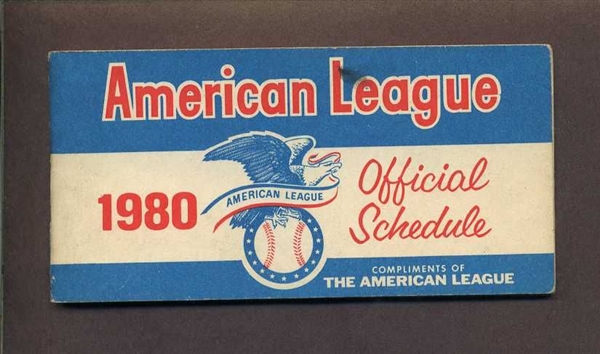 American League
1980
AMERICAN LEAGUE
Official
Schedule
COMPLIMENTS OF
THE AMERICAN LEAGUE